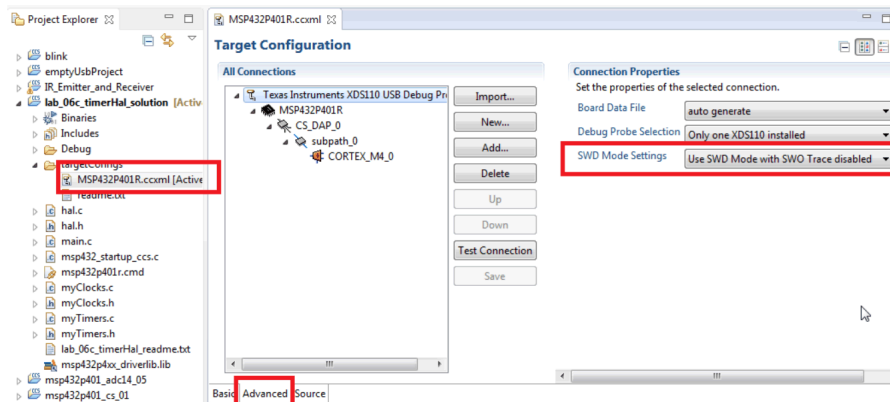 Project Explorer
blink
emptyUsbProject
IR_Emitter_and_Receiver
lab_06c_timerHal_solution [Activ
Binaries
Includes
Debug
targetConfigs
MSP432P401R.ccxml [Active
readme.txt
hal.c
hal.h
main.c
msp432_startup_ccs.c
msp432p401r.cmd
myClocks.c
myClocks.h
myTimers.c
myTimers.h
lab_06c_timerHal_readme.txt
msp432p4xx_driverlib.lib
msp432p401_adc14_05
msp432p401_cs_01
MSP432P401R.ccxml
Target Configuration
All Connections
Texas Instruments XDS110 USB Debug Pr
MSP432P401R
CS_DAP_0
subpath_0
CORTEX_M4_0
Import...
New...
Add...
Delete
Up
Down
Test Connection
Save
Connection Properties
Set the properties of the selected connection.
Board Data File auto generate
Debug Probe Selection Only one XDS110 installed
SWD Mode Settings Use SWD Mode with SWO Trace disabled
Basic Advanced Source